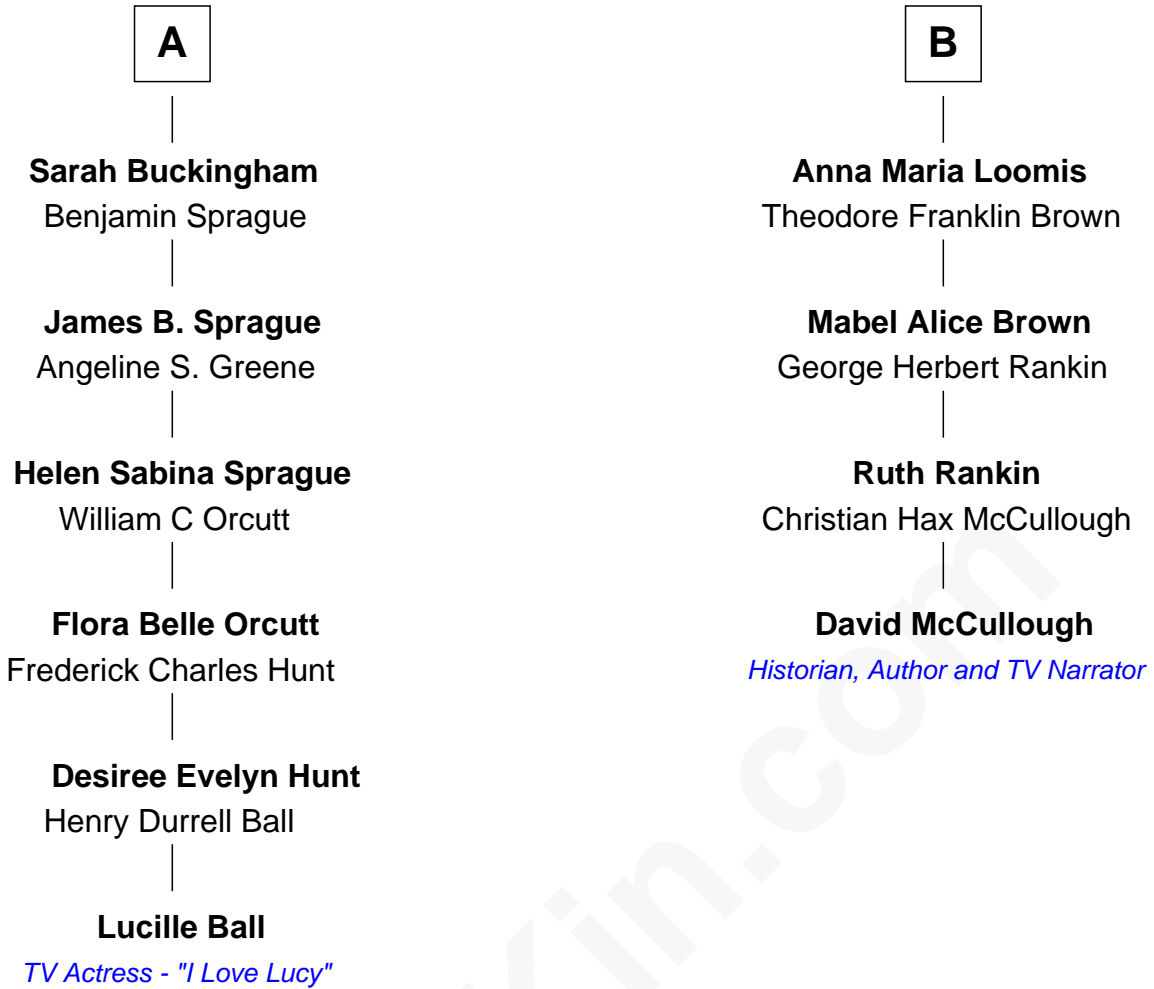 A
Sarah Buckingham
Benjamin Sprague
James B. Sprague
Angeline S. Greene
Helen Sabina Sprague
William C Orcutt
Flora Belle Orcutt
Frederick Charles Hunt
Desiree Evelyn Hunt
Henry Durrell Ball
Lucille Ball
TV Actress - "I Love Lucy"
B
Anna Maria Loomis
Theodore Franklin Brown
Mabel Alice Brown
George Herbert Rankin
Ruth Rankin
Christian Hax McCullough
David McCullough
Historian, Author and TV Narrator
Kin.com